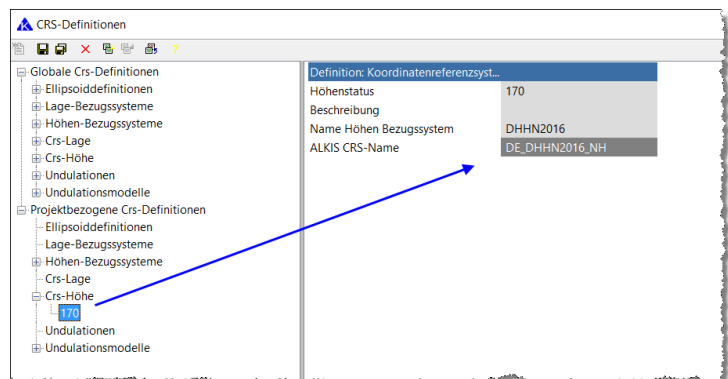 CRS-Definitionen
?
Globale Crs-Definitionen
Ellipsoiddefinitionen
Lage-Bezugssysteme
Höhen-Bezugssysteme
Crs-Lage
Crs-Höhe
Undulationen
Undulationsmodelle
Projektbezogene Crs-Definitionen
Ellipsoiddefinitionen
Lage-Bezugssysteme
Höhen-Bezugssysteme
Crs-Lage
Crs-Höhe
170
Undulationen
Undulationsmodelle
Definition: Koordinatenreferenzsyst...
Höhenstatus 170
Beschreibung
Name Höhen Bezugssystem DHHN2016
ALKIS CRS-Name DE_DHHN2016_NH